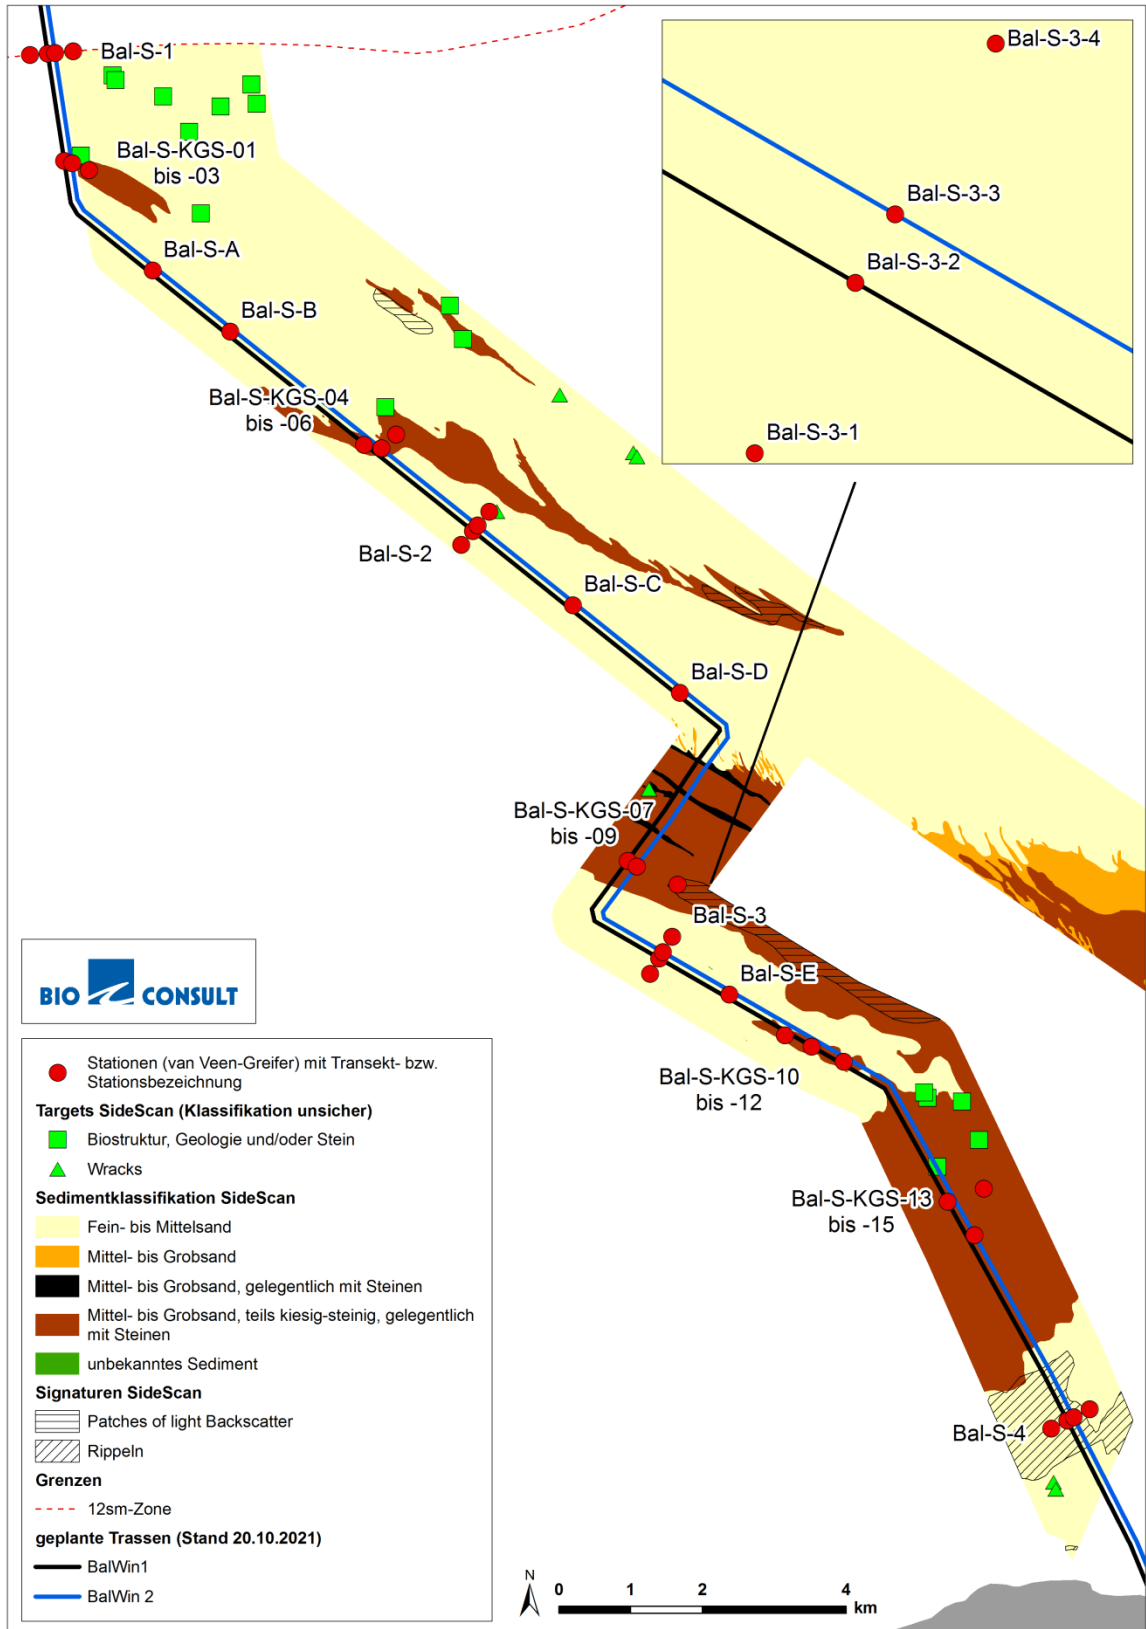 Bal-S-1
Bal-S-3-4
Bal-S-KGS-01
bis -03
Bal-S-3-3
Bal-S-A
Bal-S-3-2
Bal-S-B
Bal-S-KGS-04
bis -06
Bal-S-3-1
Bal-S-2
Bal-S-C
Bal-S-D
Bal-S-KGS-07
bis -09
Bal-S-3
Bal-S-E
Bal-S-KGS-10
bis -12
Bal-S-KGS-13
bis -15
Bal-S-4
BIO CONSULT
Stationen (van Veen-Greifer) mit Transekt- bzw.
Stationsbezeichnung
Targets SideScan (Klassifikation unsicher)
Biostruktur, Geologie und/oder Stein
Wracks
Sedimentklassifikation SideScan
Fein- bis Mittelsand
Mittel- bis Grobsand
Mittel- bis Grobsand, gelegentlich mit Steinen
Mittel- bis Grobsand, teils kiesig-steinig, gelegentlich
mit Steinen
unbekanntes Sediment
Signaturen SideScan
Patches of light Backscatter
Rippeln
Grenzen
12sm-Zone
geplante Trassen (Stand 20.10.2021)
BalWin1
BalWin 2
N
0 1 2 4
km